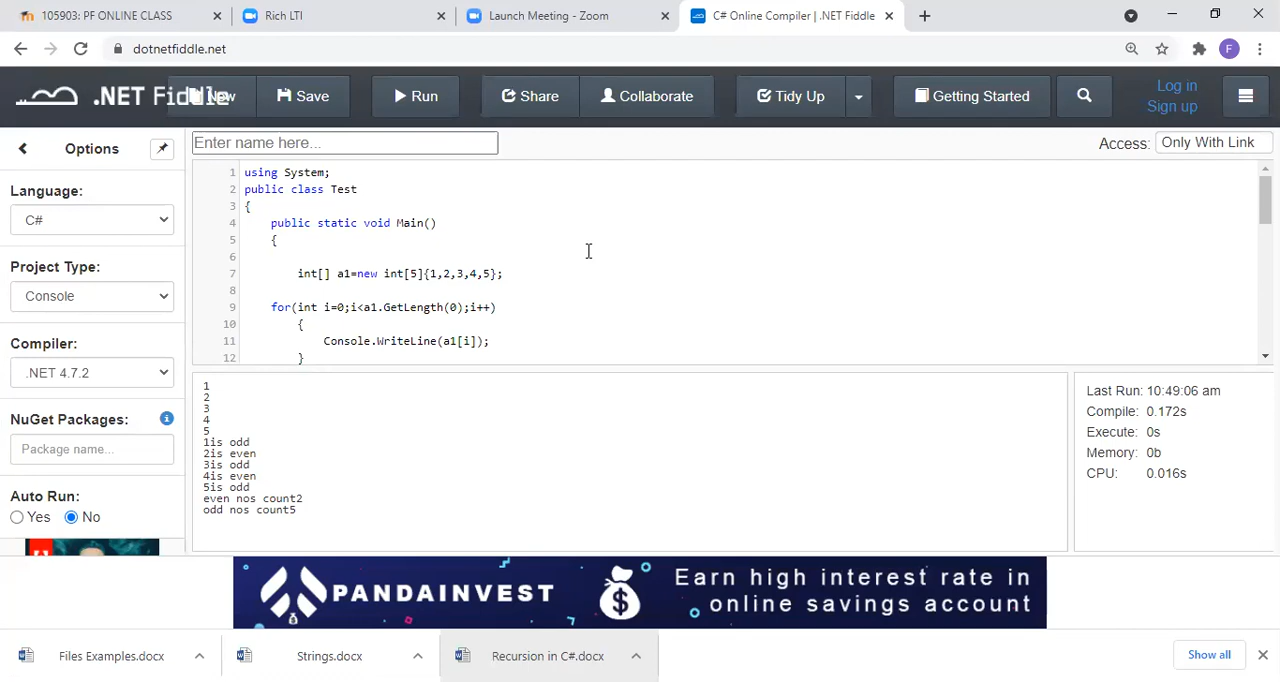 105903: PF ONLINE CLASS
Rich LTI
Launch Meeting - Zoom
C# Online Compiler | .NET Fiddle
dotnetfiddle.net
F
.NET Fiddle
New
Save
Run
Share
Collaborate
Tidy Up
Getting Started
Log in
Sign up
Options
Enter name here...
Access:
Only With Link
Language:
C#
Project Type:
Console
Compiler:
.NET 4.7.2
NuGet Packages:
Package name...
Auto Run:
Yes
No
1 using System;
2 public class Test
3 {
4 public static void Main()
5 {
6
7 int[] a1=new int[5]{1,2,3,4,5};
8
9 for(int i=0;i<a1.GetLength(0);i++)
10 {
11 Console.WriteLine(a1[i]);
12 }
1
2
3
4
5
1is odd
2is even
3is odd
4is even
5is odd
even nos count2
odd nos count5
Last Run: 10:49:06 am
Compile: 0.172s
Execute: 0s
Memory: 0b
CPU: 0.016s
PANDAINVEST
$
Earn high interest rate in
online savings account
Files Examples.docx
Strings.docx
Recursion in C#.docx
Show all